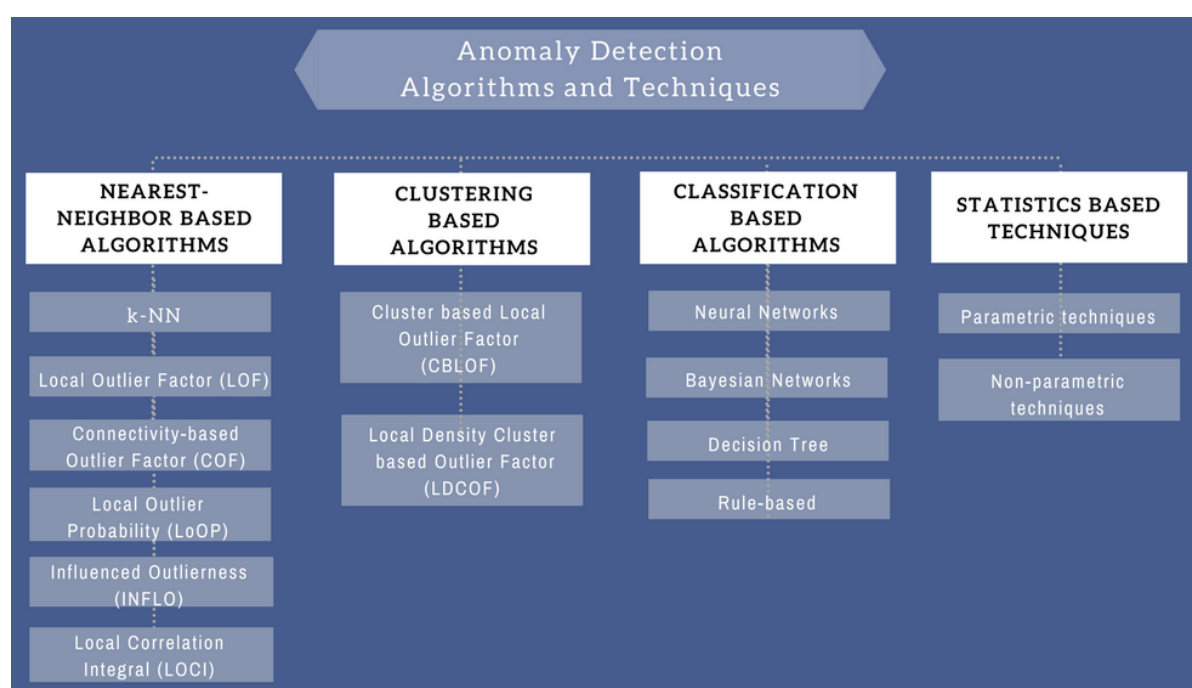 Anomaly Detection
Algorithms and Techniques
NEAREST-
NEIGHBOR BASED
ALGORITHMS
k-NN
Local Outlier Factor (LOF)
Connectivity-based
Outlier Factor (COF)
Local Outlier
Probability (LoOP)
Influenced Outlierness
(INFLO)
Local Correlation
Integral (LOCI)
CLUSTERING
BASED
ALGORITHMS
Cluster based Local
Outlier Factor
(CBLOF)
Local Density Cluster
based Outlier Factor
(LDCOF)
CLASSIFICATION
BASED
ALGORITHMS
Neural Networks
Bayesian Networks
Decision Tree
Rule-based
STATISTICS BASED
TECHNIQUES
Parametric techniques
Non-parametric
techniques